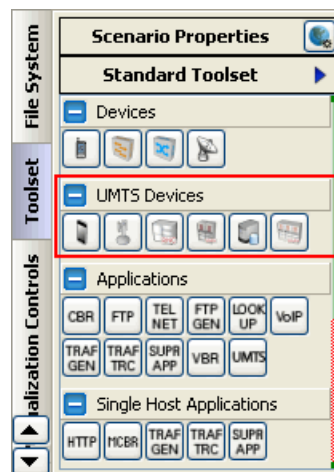 File System
Toolset
alization Controls
Scenario Properties
Standard Toolset
Devices
UMTS Devices
Applications
CBR FTP TEL NET FTP GEN LOOK UP VoIP
TRAF GEN TRAF TRC SUPR APP VBR UMTS
Single Host Applications
HTTP MCBR TRAF GEN TRAF TRC SUPR APP